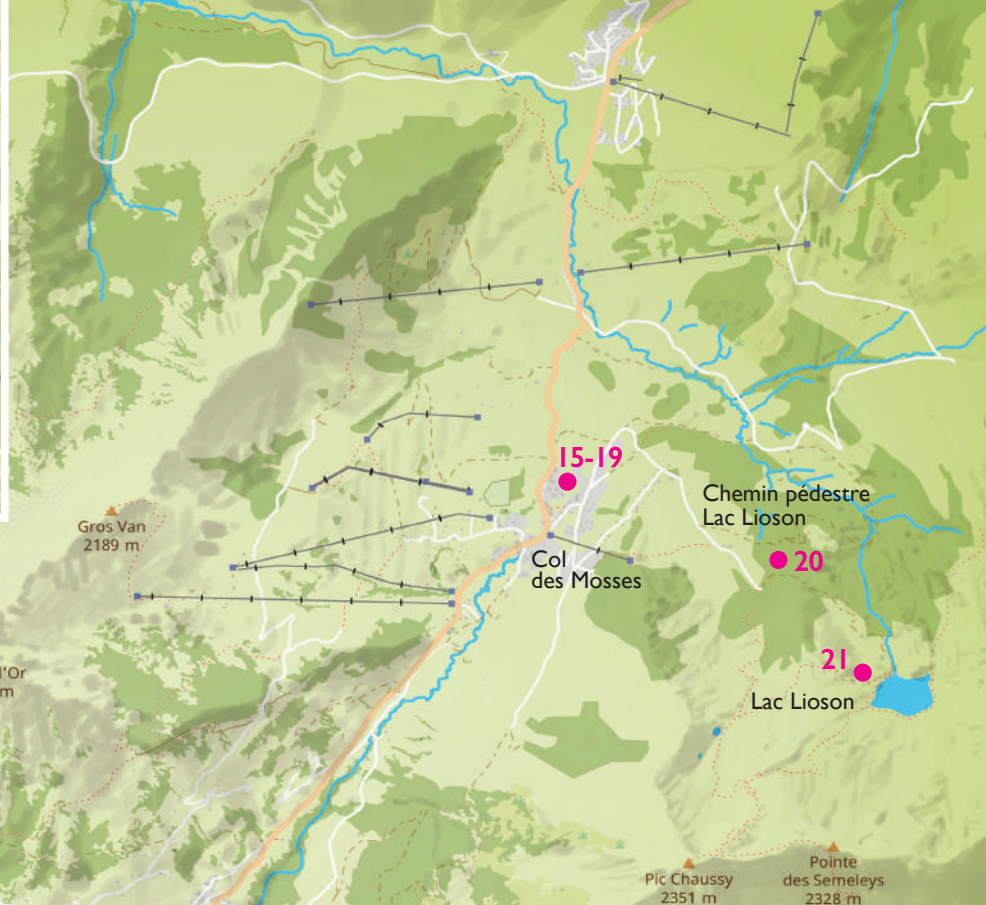 15-19
Chemin pédestre
Lac Lioson
Gros Van
2189 m
Col
des Mosses
20
21
l'Or
m
Lac Lioson
Pic Chaussy
2351 m
Pointe
des Semeleys
2328 m